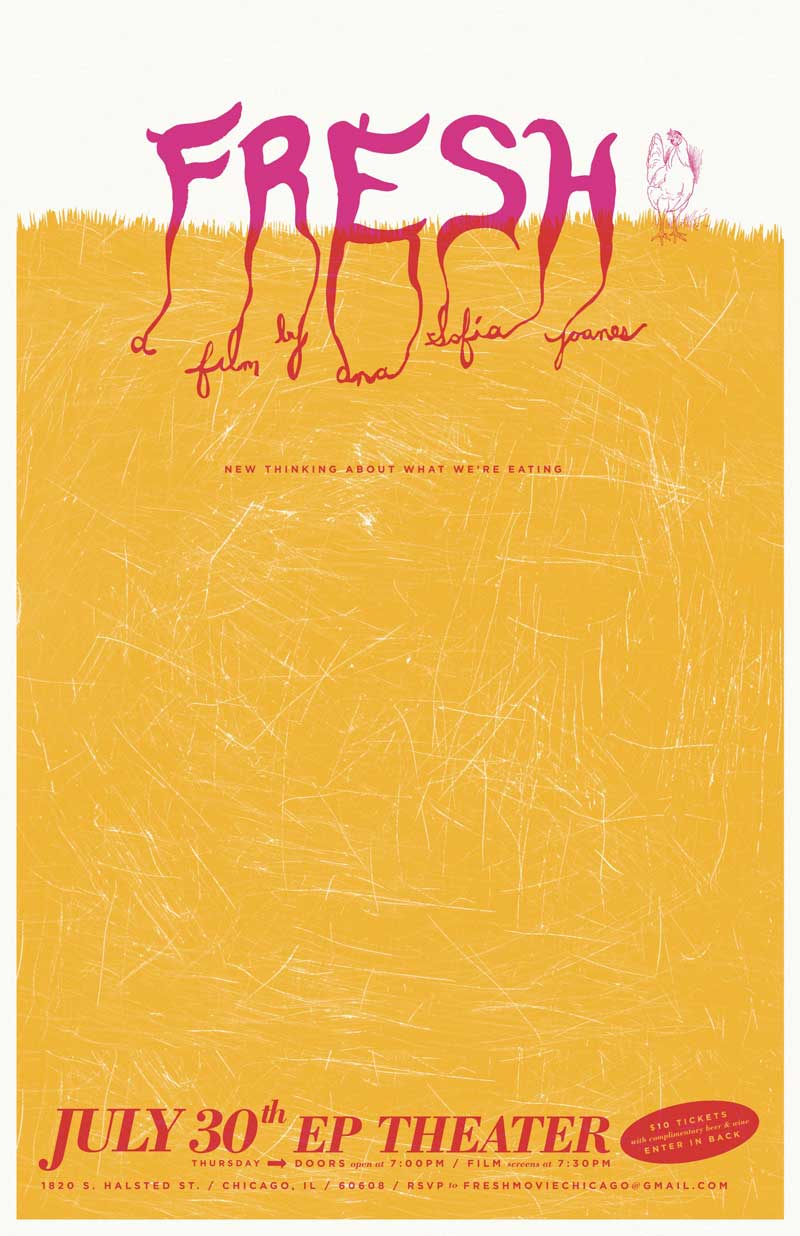 FRESH
a film by ana Sofia joanes
NEW THINKING ABOUT WHAT WE'RE EATING
JULY 30th EP THEATER
THURSDAY ➡ DOORS open at 7:00PM / FILM screens at 7:30PM
$10 TICKETS
with complimentary beer & wine
ENTER IN BACK
1820 S. HALSTED ST. / CHICAGO, IL / 60608 / RSVP to FRESHMOVIECHICAGO@GMAIL.COM